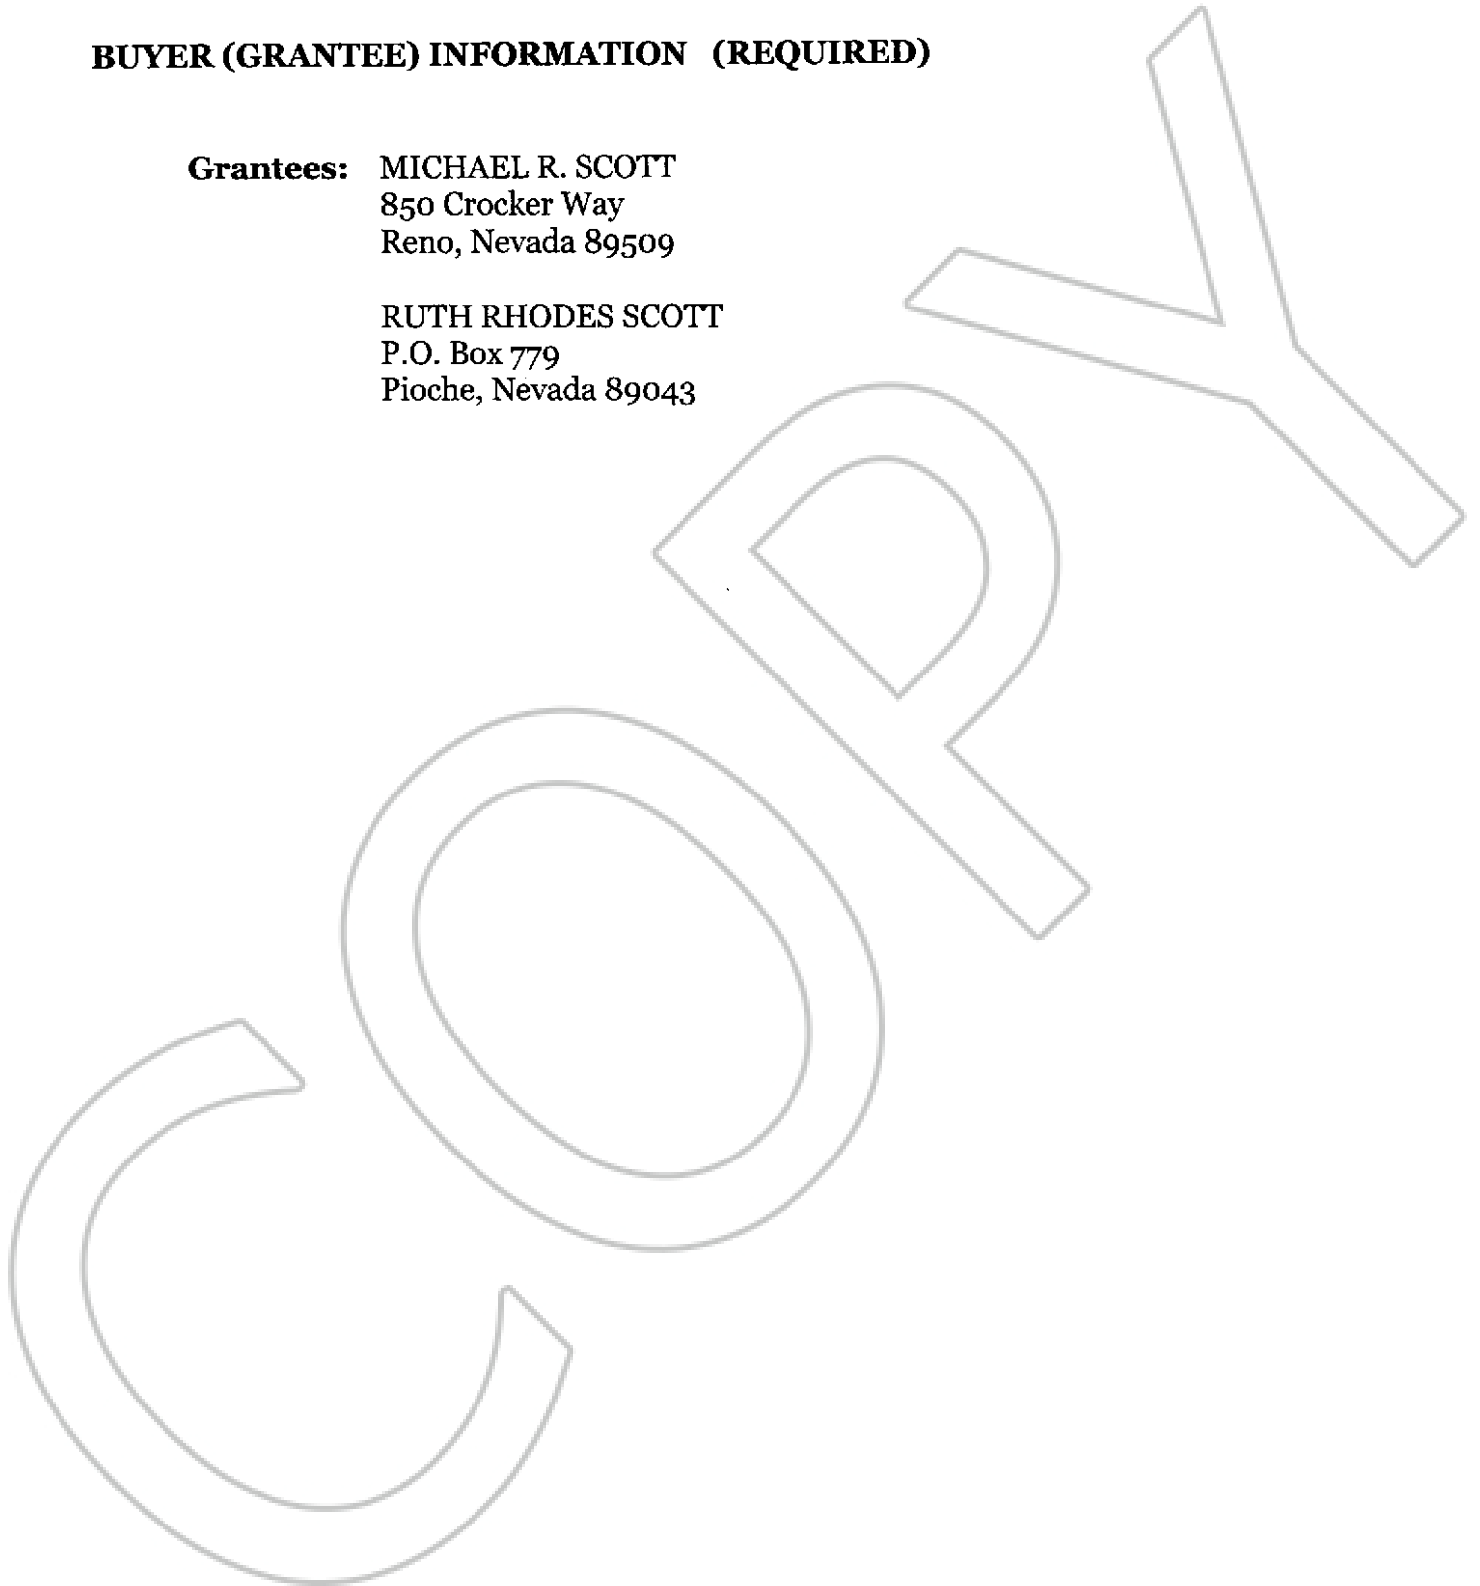 BUYER (GRANTEE) INFORMATION (REQUIRED)
Grantees: MICHAEL R. SCOTT
850 Crocker Way
Reno, Nevada 89509
RUTH RHODES SCOTT
P.O. Box 779
Pioche, Nevada 89043
COPY